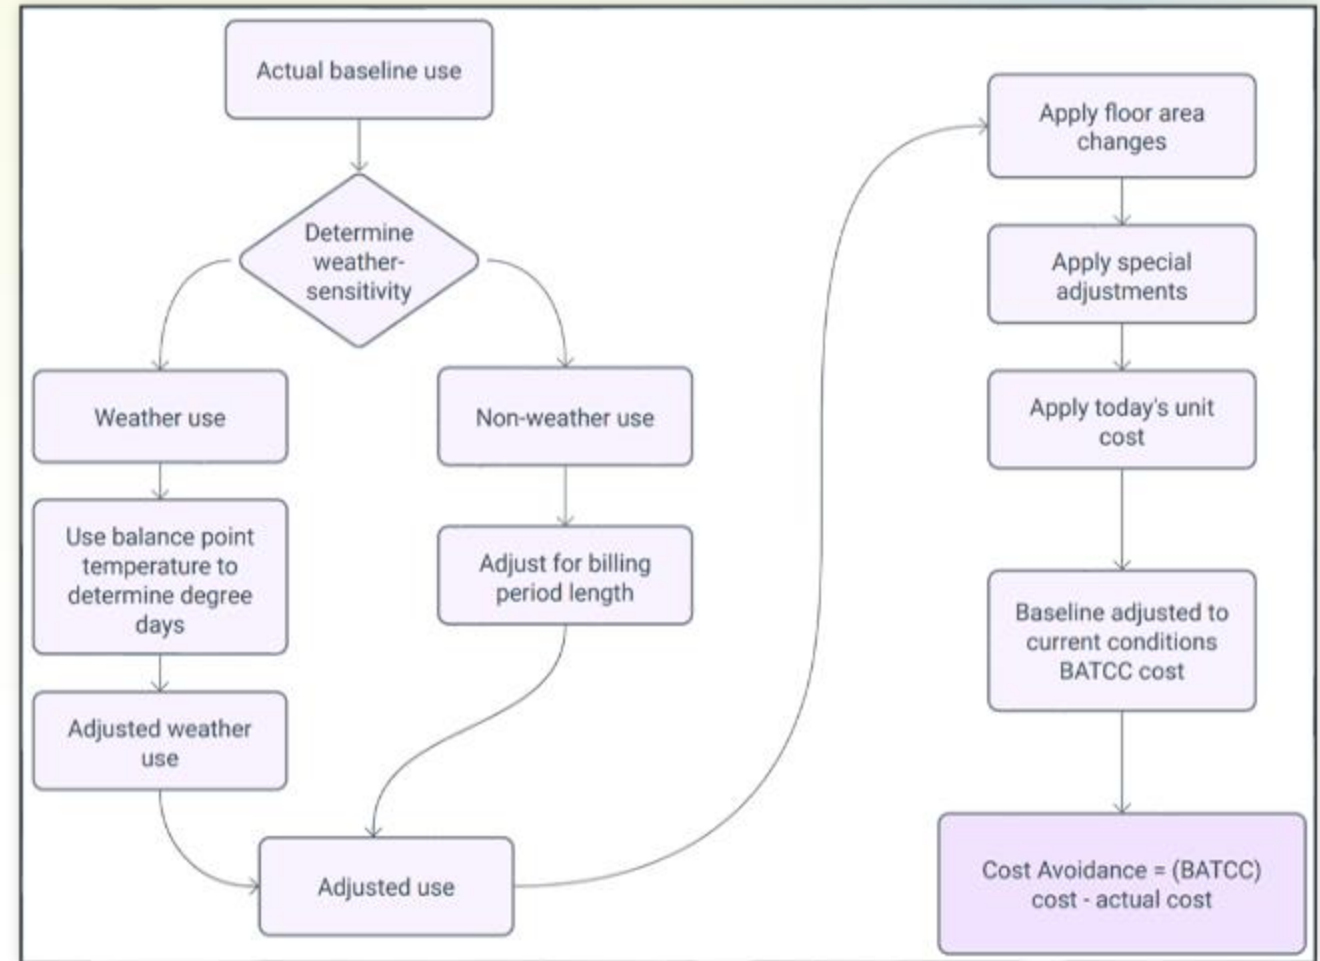 Actual baseline use
Determine
weather-
sensitivity
Weather use
Non-weather use
Use balance point
temperature to
determine degree
days
Adjust for billing
period length
Adjusted weather
use
Adjusted use
Apply floor area
changes
Apply special
adjustments
Apply today's unit
cost
Baseline adjusted to
current conditions
BATCC cost
Cost Avoidance = (BATCC)
cost - actual cost